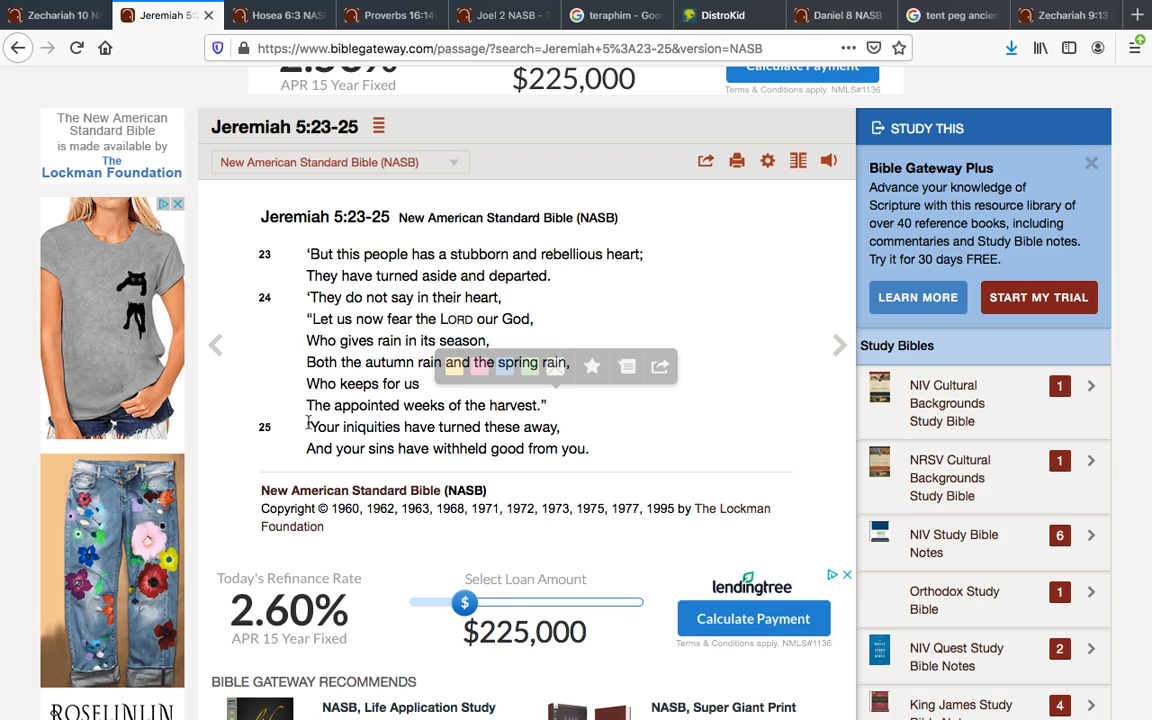 Zechariah 10 N
Jeremiah 5:
Hosea 6:3 NAS
Proverbs 16:14-
Joel 2 NASB - T
teraphim - Goo
DistroKid
Daniel 8 NASB
tent peg ancien
Zechariah 9:13
https://www.biblegateway.com/passage/?search=Jeremiah+5%3A23-25&version=NASB
APR 15 Year Fixed
$225,000
Calculate Payment
Terms & Conditions apply. NMLS#1136
The New American
Standard Bible
is made available by
The
Lockman Foundation
Jeremiah 5:23-25
New American Standard Bible (NASB)
Jeremiah 5:23-25 New American Standard Bible (NASB)
23 ‘But this people has a stubborn and rebellious heart;
They have turned aside and departed.
24 ‘They do not say in their heart,
“Let us now fear the LORD our God,
Who gives rain in its season,
Both the autumn rain and the spring rain,
Who keeps for us
The appointed weeks of the harvest.”
25 ‘Your iniquities have turned these away,
And your sins have withheld good from you.
New American Standard Bible (NASB)
Copyright © 1960, 1962, 1963, 1968, 1971, 1972, 1973, 1975, 1977, 1995 by The Lockman
Foundation
Today's Refinance Rate
2.60%
APR 15 Year Fixed
Select Loan Amount
$
$225,000
lendingtree
Calculate Payment
Terms & Conditions apply. NMLS#1136
BIBLE GATEWAY RECOMMENDS
NASB, Life Application Study
NASB, Super Giant Print
ROSELINLIN
STUDY THIS
Bible Gateway Plus
Advance your knowledge of
Scripture with this resource library of
over 40 reference books, including
commentaries and Study Bible notes.
Try it for 30 days FREE.
LEARN MORE
START MY TRIAL
Study Bibles
NIV Cultural
Backgrounds
Study Bible
1
NRSV Cultural
Backgrounds
Study Bible
1
NIV Study Bible
Notes
6
Orthodox Study
Bible
1
NIV Quest Study
Bible Notes
2
King James Study
4